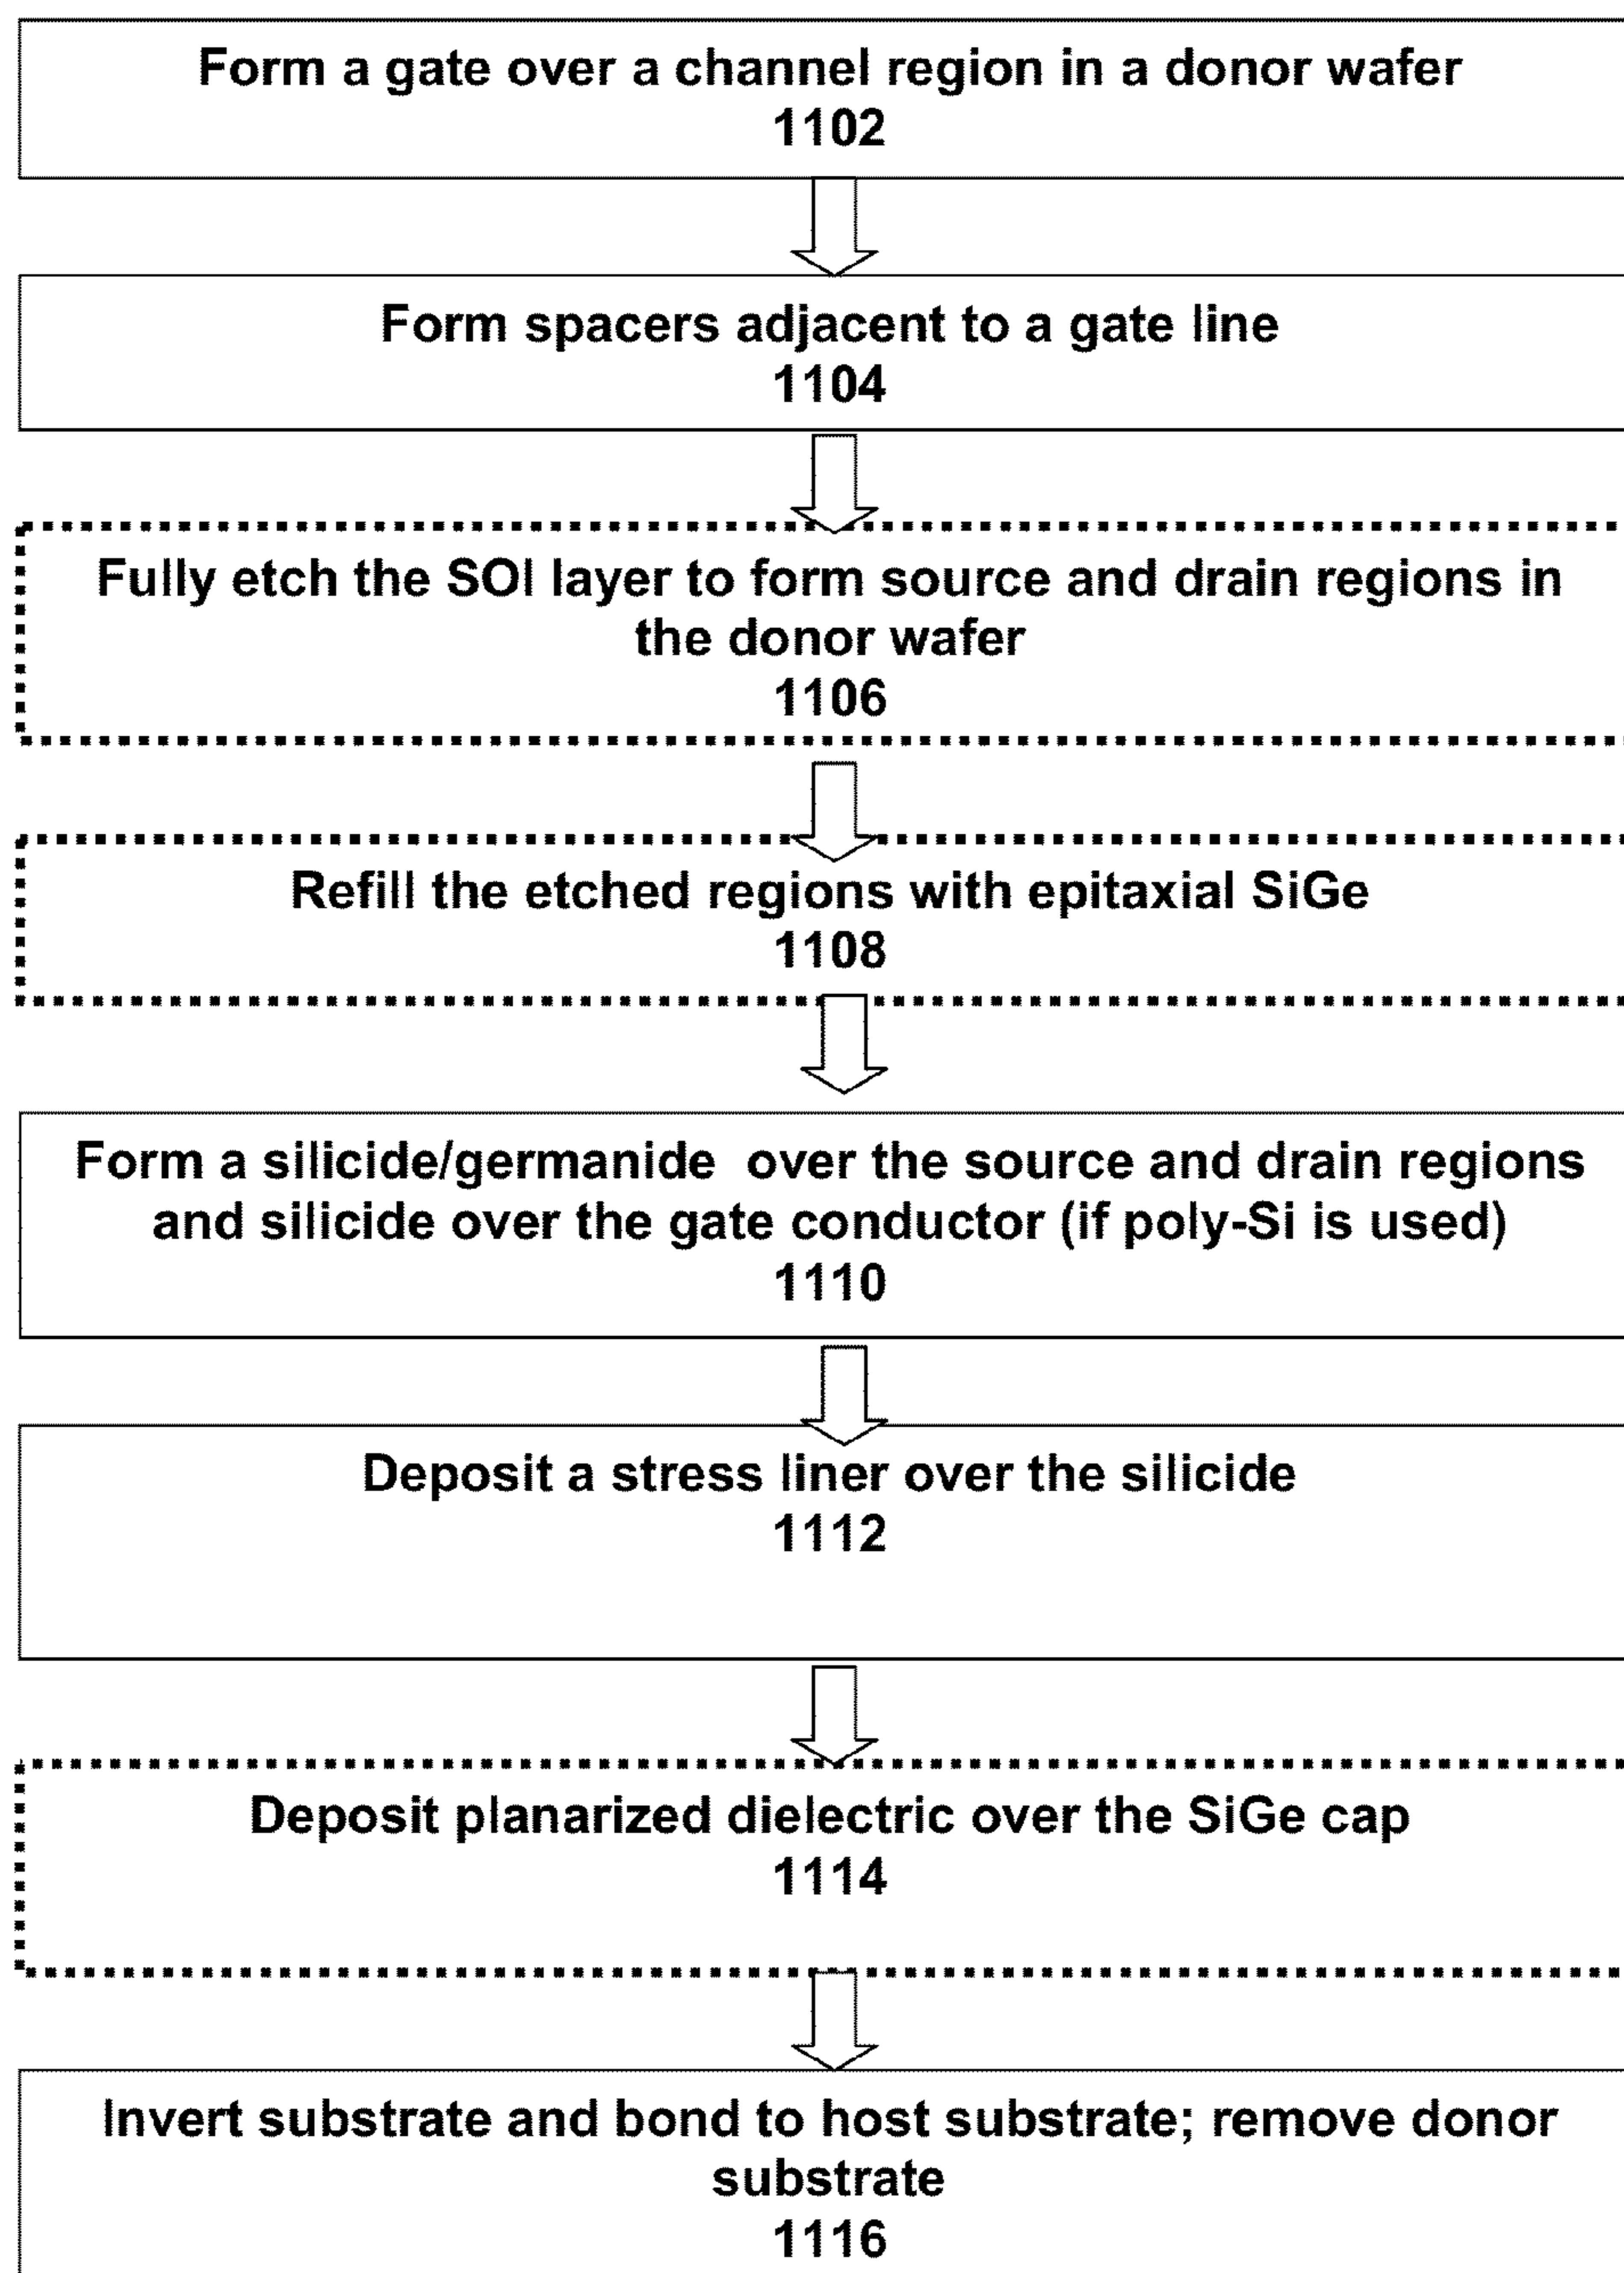 Form a gate over a channel region in a donor wafer
1102
Form spacers adjacent to a gate line
1104
Fully etch the SOI layer to form source and drain regions in
the donor wafer
1106
Refill the etched regions with epitaxial SiGe
1108
Form a silicide/germanide over the source and drain regions
and silicide over the gate conductor (if poly-Si is used)
1110
Deposit a stress liner over the silicide
1112
Deposit planarized dielectric over the SiGe cap
1114
Invert substrate and bond to host substrate; remove donor
substrate
1116